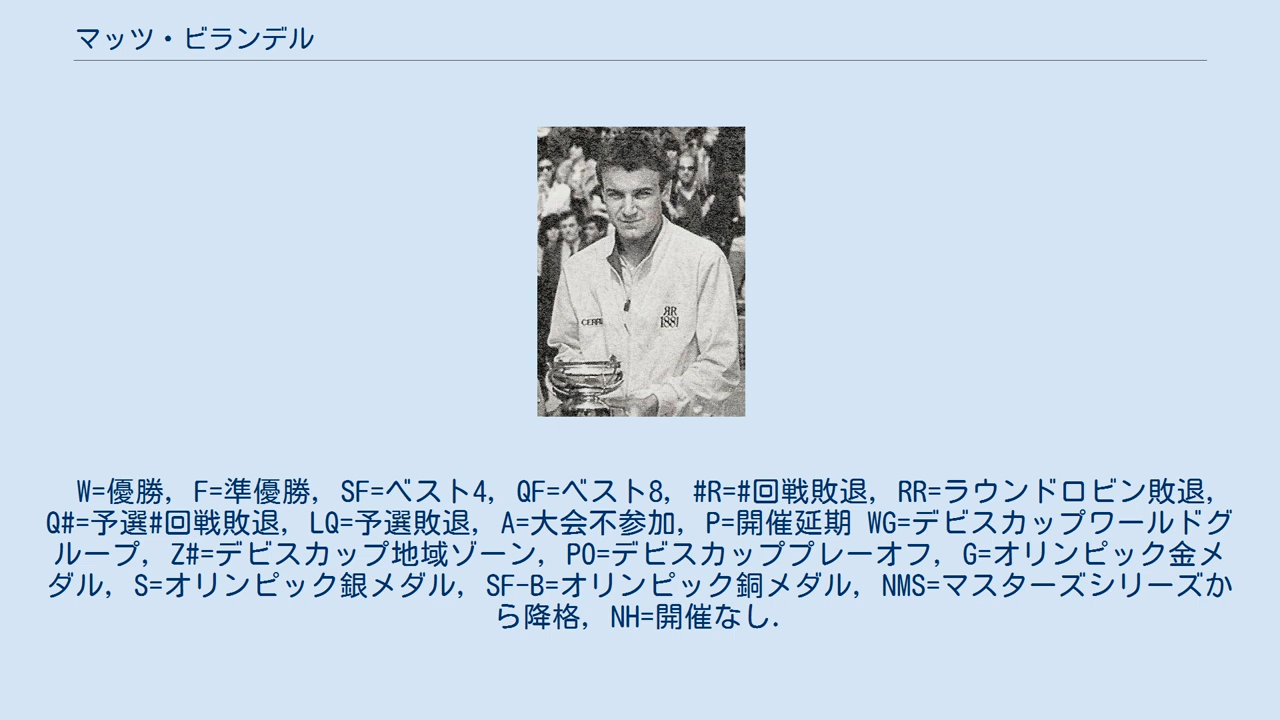 マッツ・ビランデル
CERRU
RR
1881
W=優勝, F=準優勝, SF=ベスト4, QF=ベスト8, #R=#回戦敗退, RR=ラウンドロビン敗退,
Q#=予選#回戦敗退, LQ=予選敗退, A=大会不参加, P=開催延期 WG=デビスカップワールドグ
ループ, Z#=デビスカップ地域ゾーン, PO=デビスカッププレーオフ, G=オリンピック金メ
ダル, S=オリンピック銀メダル, SF-B=オリンピック銅メダル, NMS=マスターズシリーズか
ら降格, NH=開催なし.